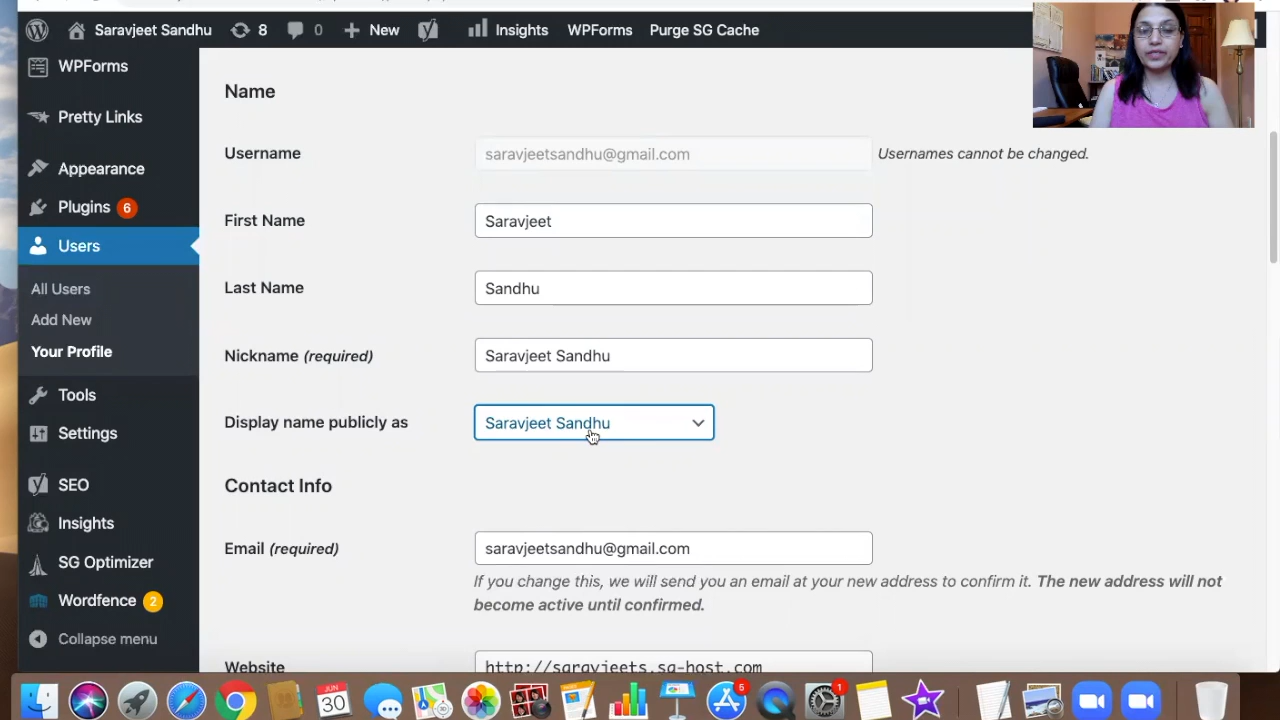 Saravjeet Sandhu 8 0 New Insights WPForms Purge SG Cache
WPForms
Pretty Links
Appearance
Plugins 6
Users
All Users
Add New
Your Profile
Tools
Settings
SEO
Insights
SG Optimizer
Wordfence 2
Collapse menu
Name
Username saravjeetsandhu@gmail.com Usernames cannot be changed.
First Name Saravjeet
Last Name Sandhu
Nickname (required) Saravjeet Sandhu
Display name publicly as Saravjeet Sandhu
Contact Info
Email (required) saravjeetsandhu@gmail.com
If you change this, we will send you an email at your new address to confirm it. The new address will not
become active until confirmed.
Website http://saravjeets.sg-host.com
JUN
30
5
1